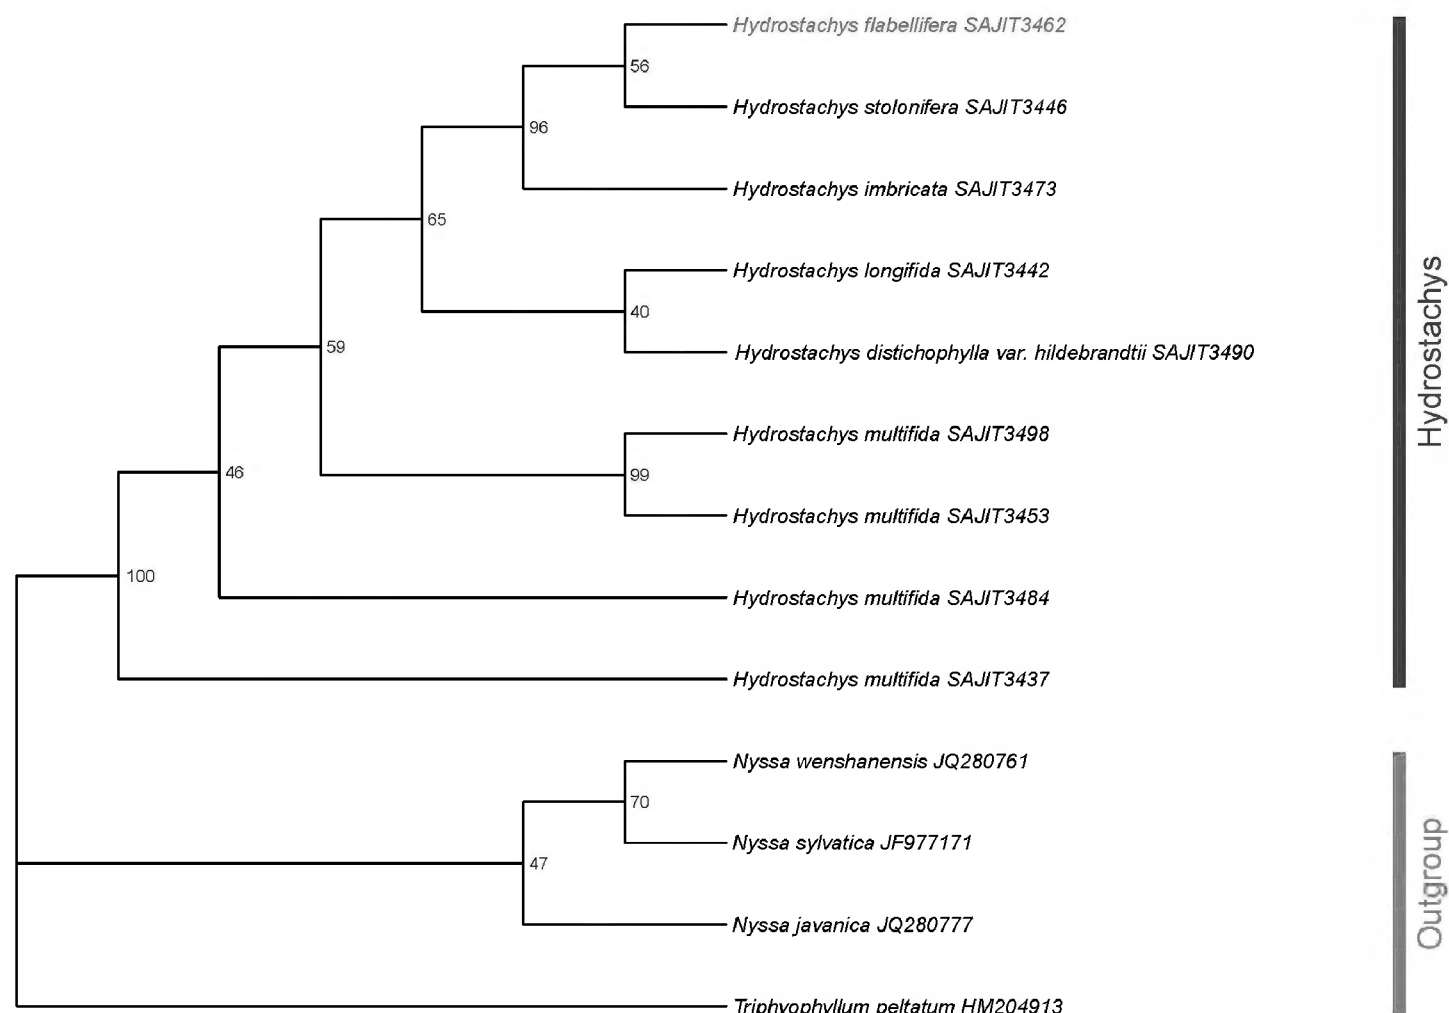 Hydrostachys flabellifera SAJIT3462
56
Hydrostachys stolonifera SAJIT3446
96
Hydrostachys imbricata SAJIT3473
65
Hydrostachys longifida SAJIT3442
40
Hydrostachys distichophylla var. hildebrandtii SAJIT3490
59
Hydrostachys multifida SAJIT3498
46
99
Hydrostachys multifida SAJIT3453
100
Hydrostachys multifida SAJIT3484
Hydrostachys multifida SAJIT3437
Hydrostachys
Nyssa wenshanensis JQ280761
70
Nyssa sylvatica JF977171
47
Nyssa javanica JQ280777
Triphyophyllum peltatum HM204913
Outgroup